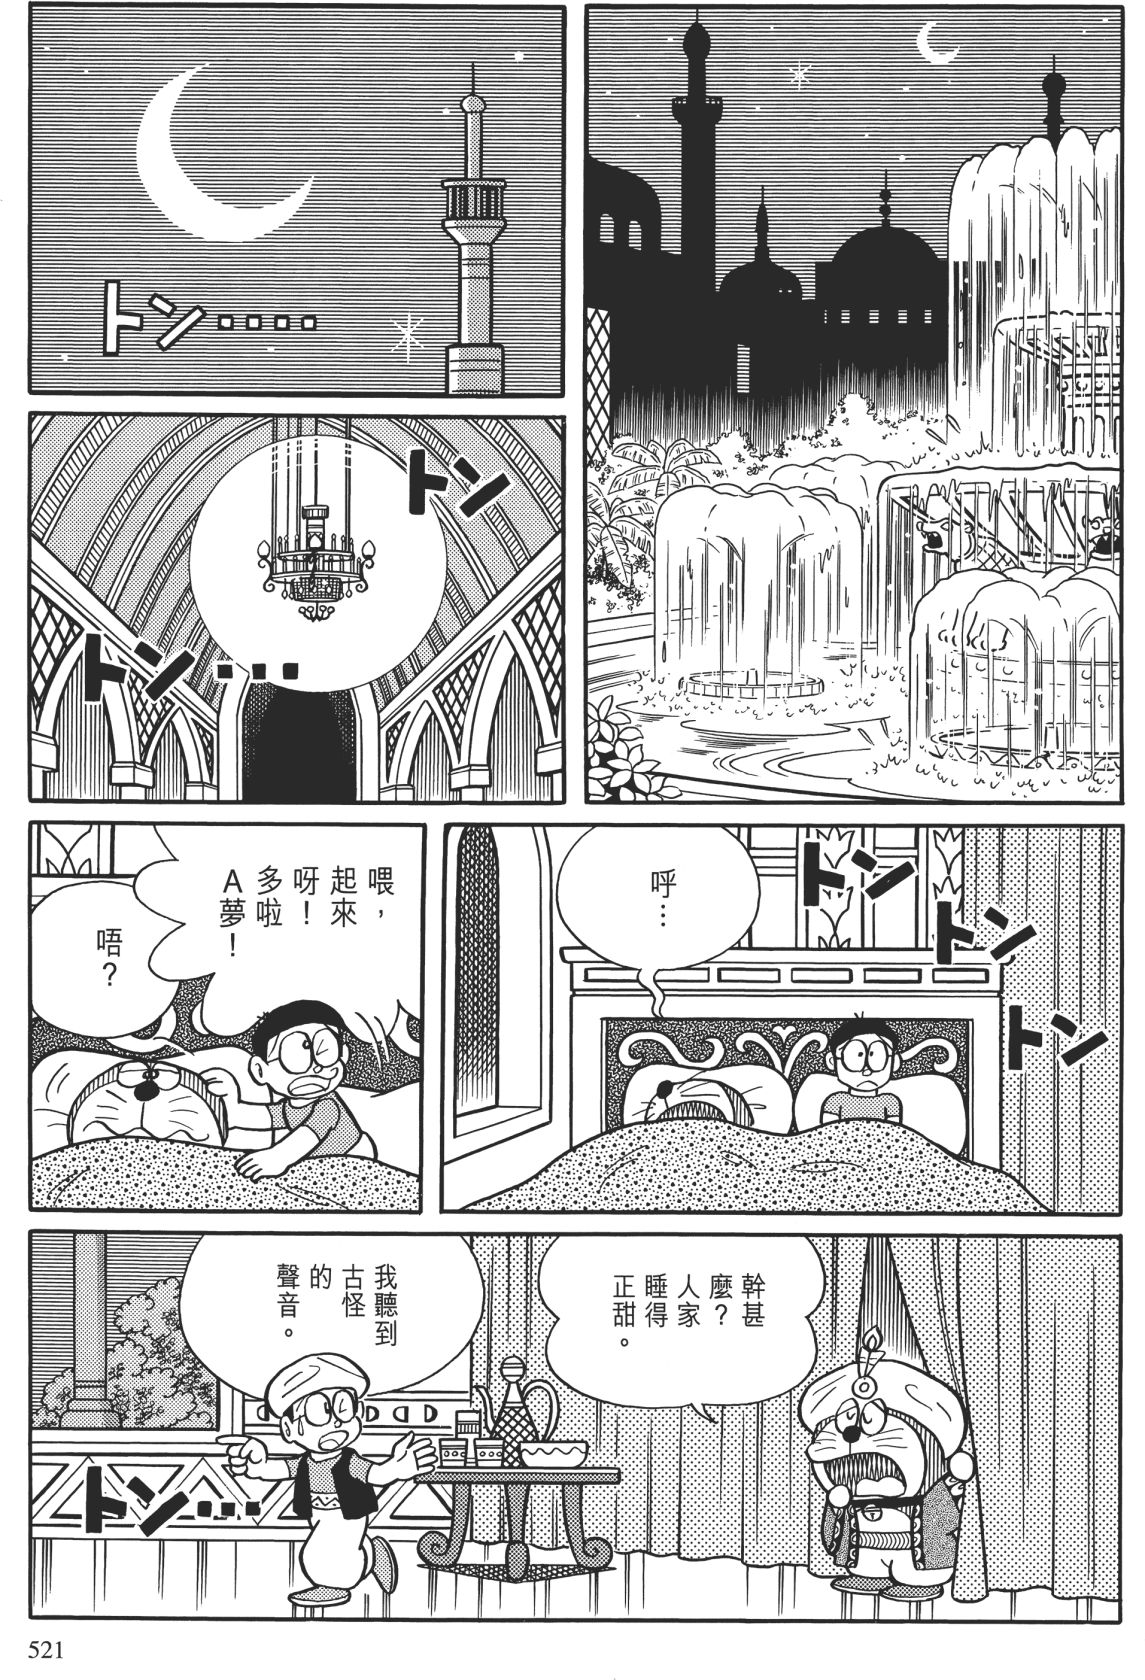 トン‥‥
トン
トン‥‥
呼…
トン
トン
トン
喂，
起來
呀！
多啦
A夢！
唔？
幹甚
麼？
人家
睡得
正甜。
我聽到
古怪
的
聲音。
トン‥‥
521